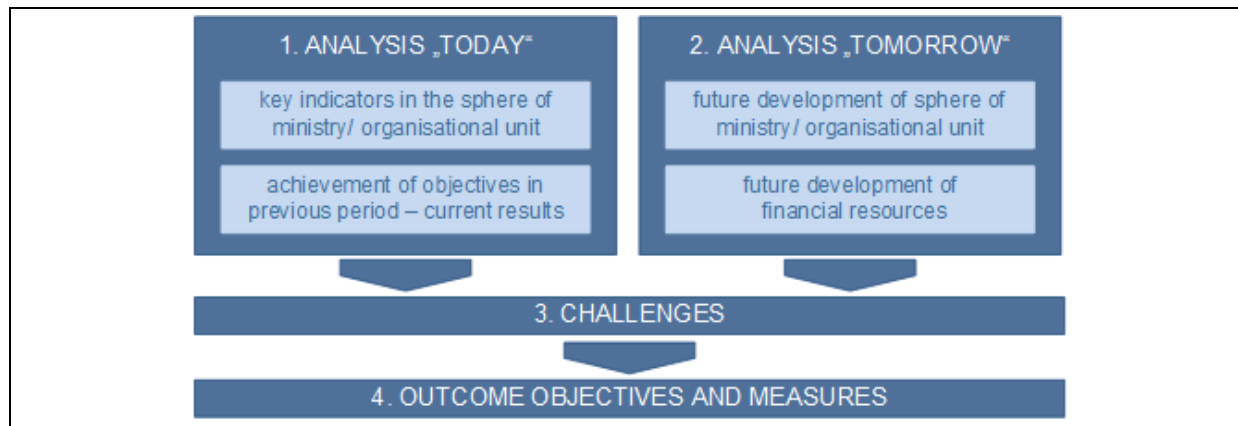 1. ANALYSIS „TODAY“
key indicators in the sphere of
ministry/ organisational unit
achievement of objectives in
previous period – current results
2. ANALYSIS „TOMORROW“
future development of sphere of
ministry/ organisational unit
future development of
financial resources
3. CHALLENGES
4. OUTCOME OBJECTIVES AND MEASURES